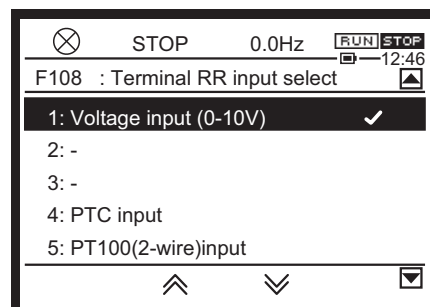 STOP 0.0Hz RUN STOP
12:46
F108 : Terminal RR input select
1: Voltage input (0-10V)
2: -
3: -
4: PTC input
5: PT100(2-wire)input